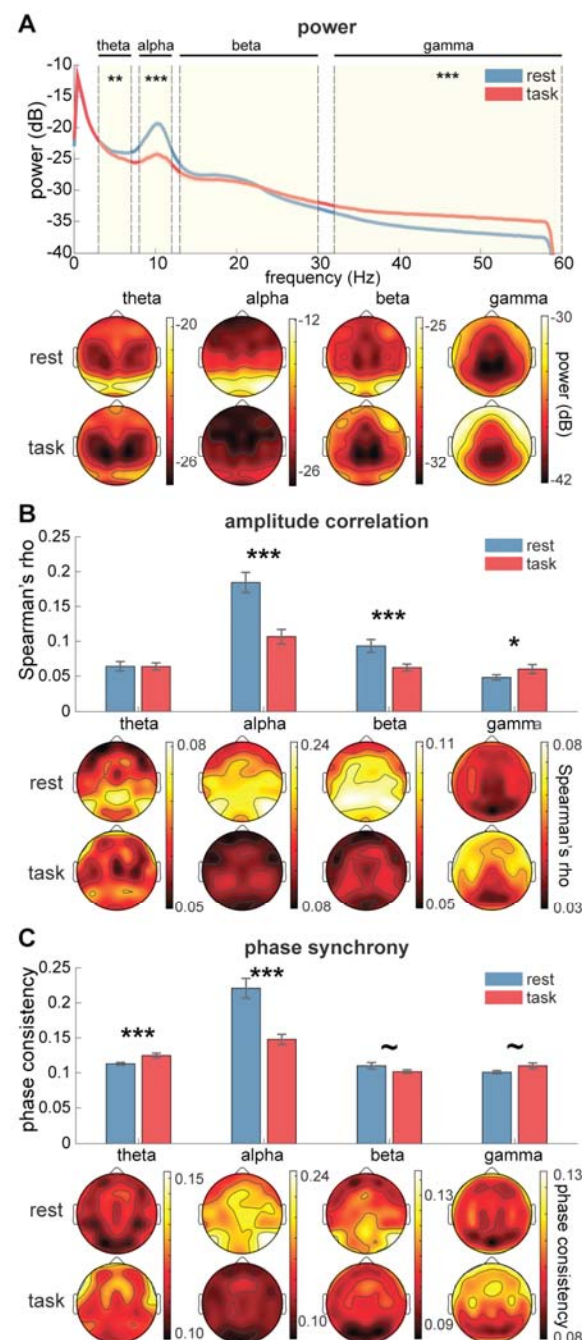 A
power
theta alpha beta gamma
** *** ***
rest
task
power (dB)
-10
-15
-20
-25
-30
-35
-40
0 10 20 30 40 50 60
frequency (Hz)
theta alpha beta gamma
rest
task
-20 -12 -25 -30
-26 -26 -32 -42
power (dB)
B
amplitude correlation
rest
task
Spearman's rho
0.25
0.2
0.15
0.1
0.05
0
*** *** *
theta alpha beta gamma
rest
task
0.08 0.24 0.11 0.08
0.05 0.08 0.05 0.03
Spearman's rho
C
phase synchrony
rest
task
phase consistency
0.25
0.2
0.15
0.1
0.05
0
*** *** ~ ~
theta alpha beta gamma
rest
task
0.15 0.24 0.13 0.13
0.10 0.10 0.09
phase consistency